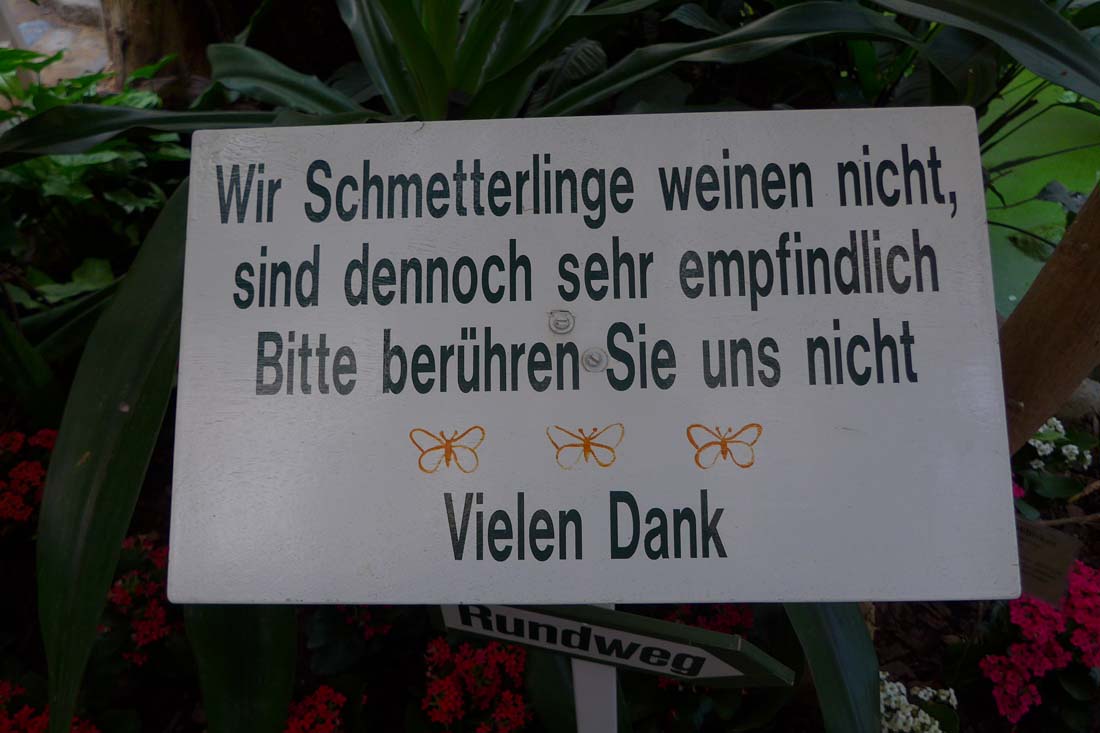 Wir Schmetterlinge weinen nicht,
sind dennoch sehr empfindlich
Bitte berühren Sie uns nicht
Vielen Dank
Rundweg